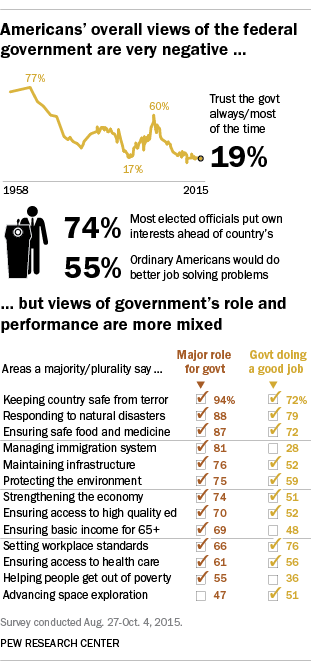 Americans' overall views of the federal
government are very negative ...
77%
60%
17%
Trust the govt
always/most
of the time
19%
1958
2015
74% Most elected officials put own
interests ahead of country's
55% Ordinary Americans would do
better job solving problems
... but views of government's role and
performance are more mixed
Areas a majority/plurality say ...
Major role
for govt
Govt doing
a good job
Keeping country safe from terror 94% 72%
Responding to natural disasters 88 79
Ensuring safe food and medicine 87 72
Managing immigration system 81 28
Maintaining infrastructure 76 52
Protecting the environment 75 59
Strengthening the economy 74 51
Ensuring access to high quality ed 70 52
Ensuring basic income for 65+ 69 48
Setting workplace standards 66 76
Ensuring access to health care 61 56
Helping people get out of poverty 55 36
Advancing space exploration 47 51
Survey conducted Aug. 27-Oct. 4, 2015.
PEW RESEARCH CENTER